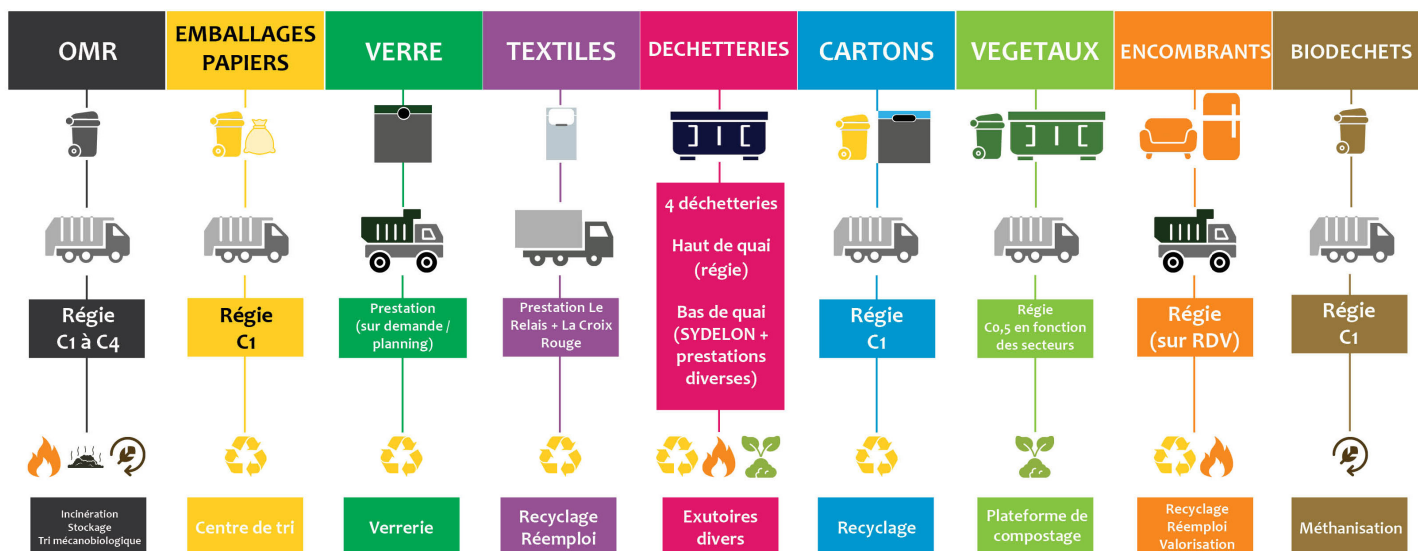 OMR
EMBALLAGES
PAPIERS
VERRE
TEXTILES
DECHETTERIES
CARTONS
VEGETAUX
ENCOMBRANTS
BIODECHETS
Régie
C1 à C4
Régie
C1
Prestation
(sur demande /
planning)
Prestation Le
Relais + La Croix
Rouge
4 déchetteries
Haut de quai
(régie)
Bas de quai
(SYDELON +
prestations
diverses)
Régie
C1
Régie
C0,5 en fonction
des secteurs
Régie
(sur RDV)
Régie
C1
Incinération
Stockage
Tri mécanobiologique
Centre de tri
Verrerie
Recyclage
Réemploi
Exutoires
divers
Recyclage
Plateforme de
compostage
Recyclage
Réemploi
Valorisation
Méthanisation